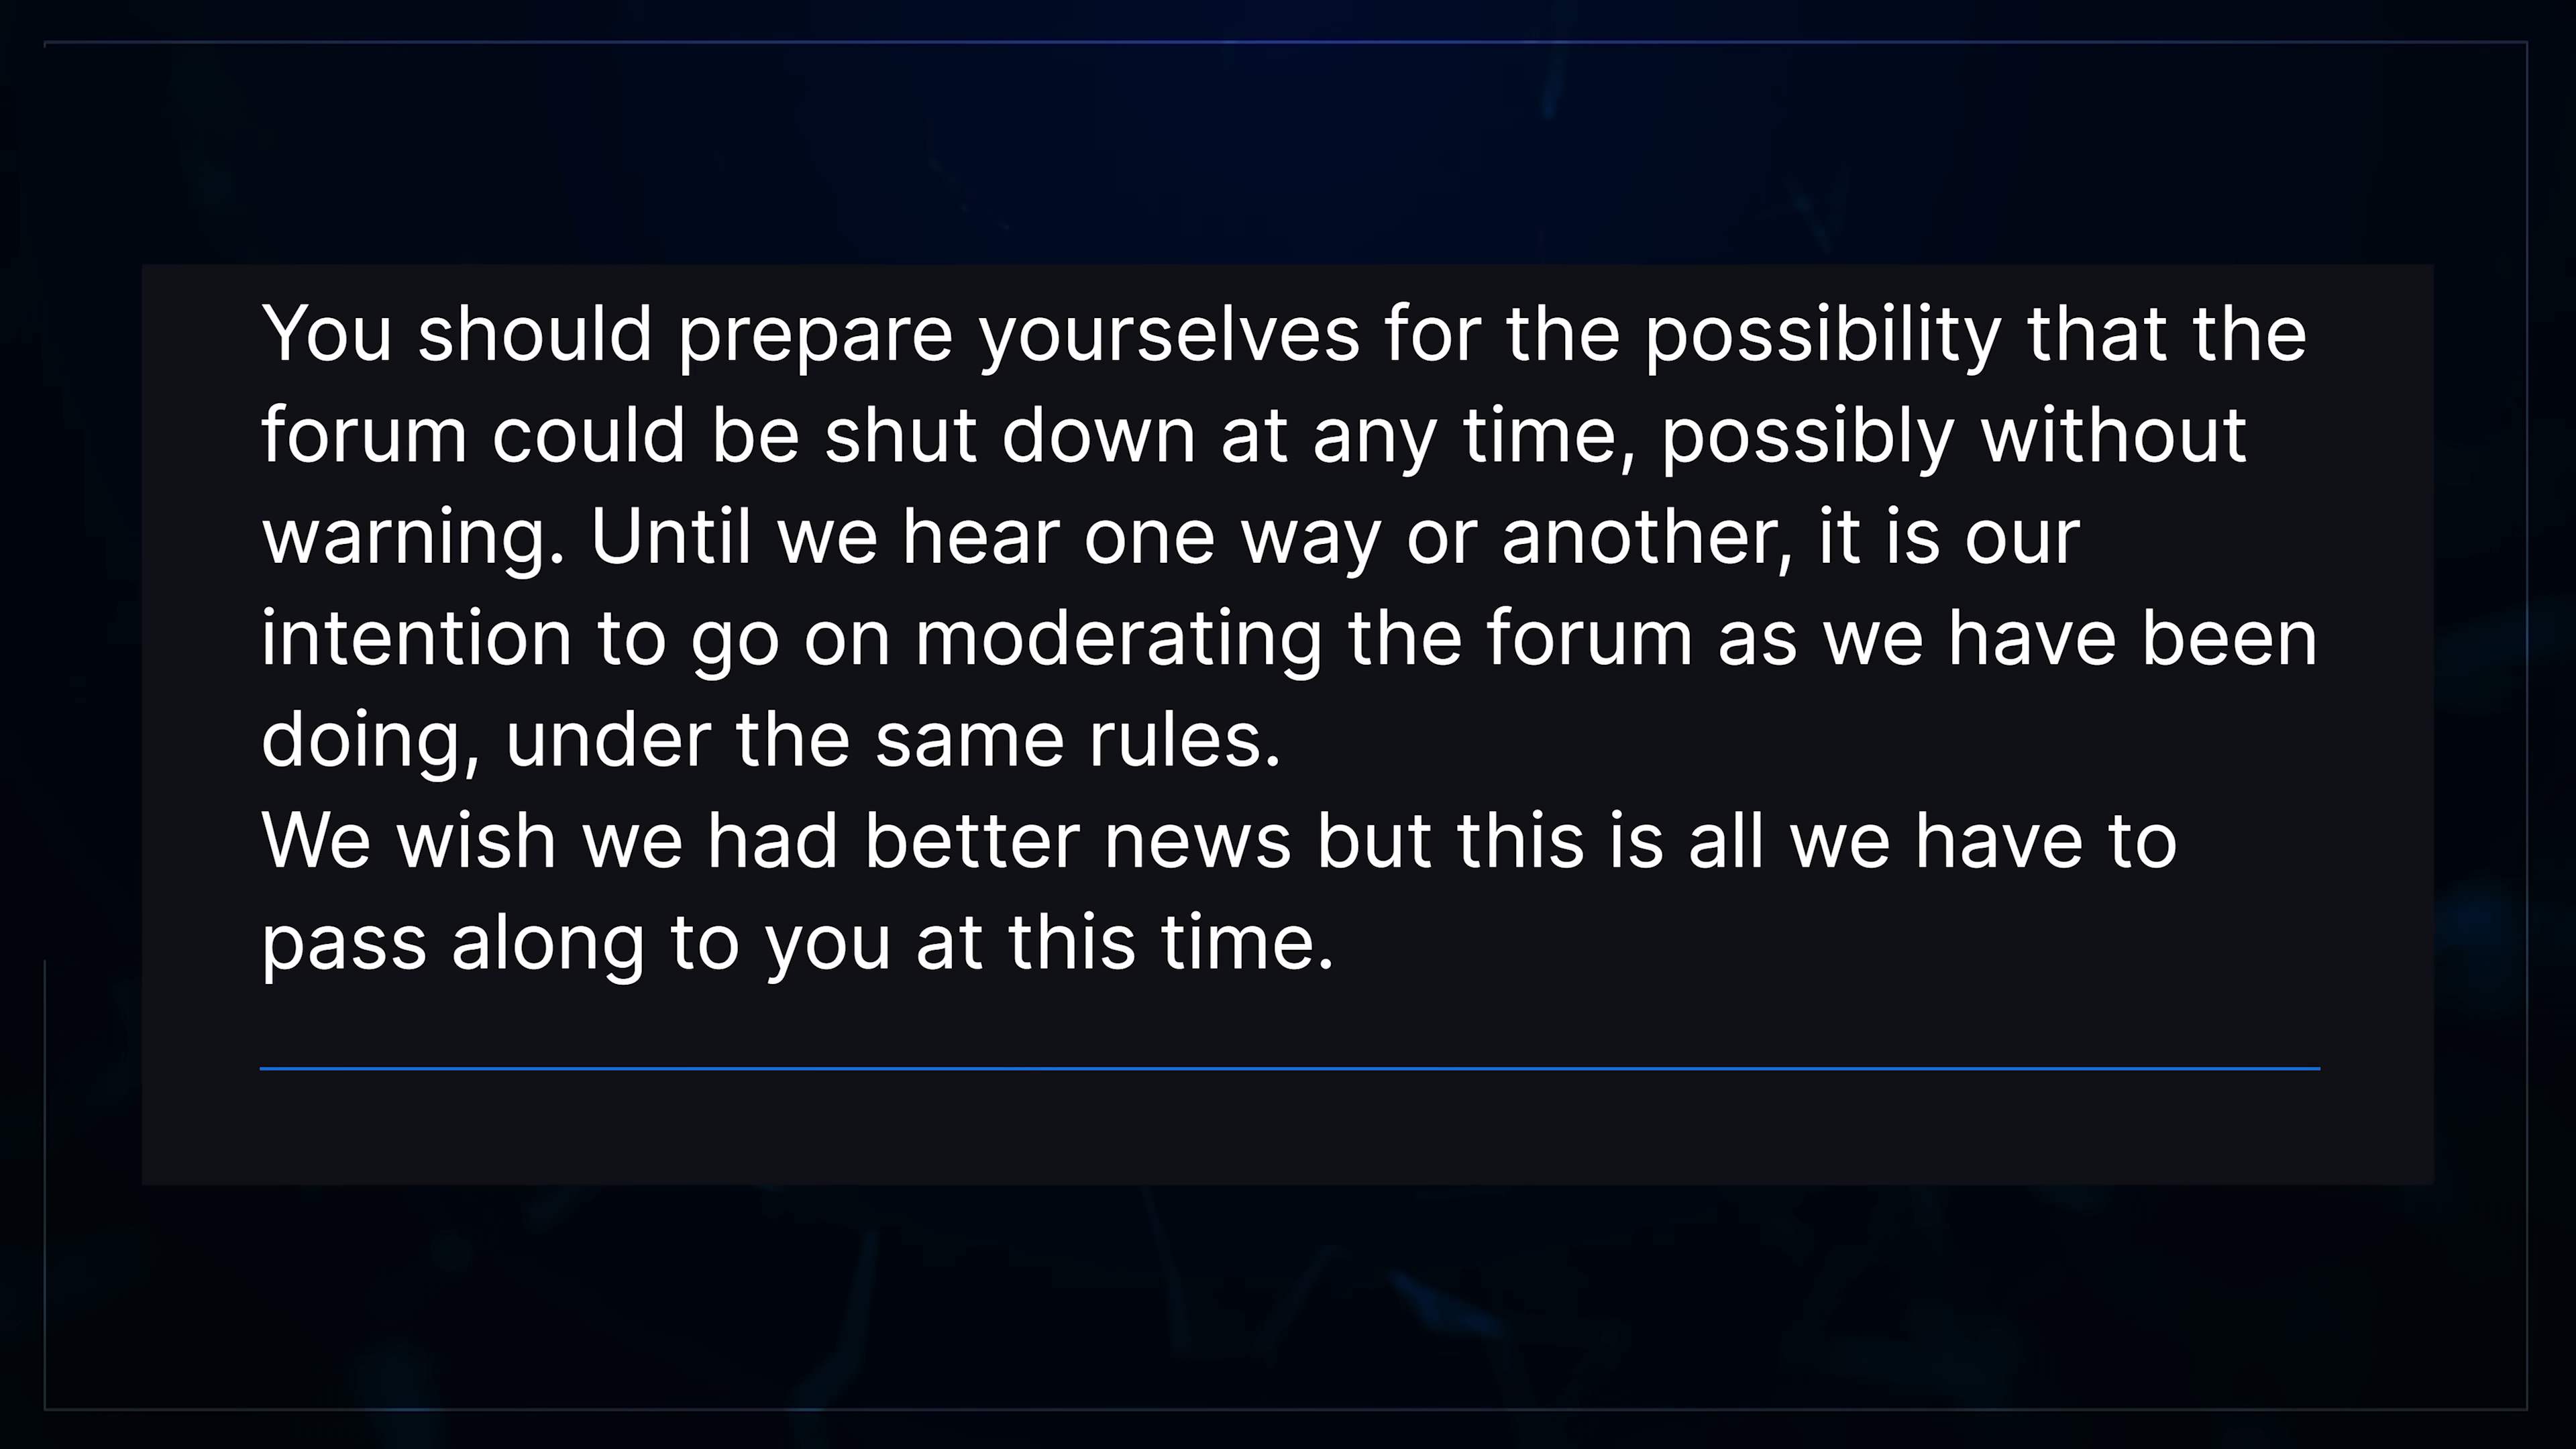 You should prepare yourselves for the possibility that the
forum could be shut down at any time, possibly without
warning. Until we hear one way or another, it is our
intention to go on moderating the forum as we have been
doing, under the same rules.
We wish we had better news but this is all we have to
pass along to you at this time.